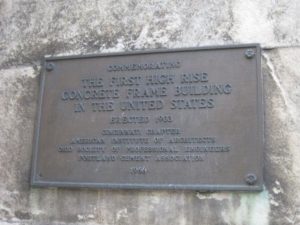 COMMEMORATING
THE FIRST HIGH RISE
CONCRETE FRAME BUILDING
IN THE UNITED STATES
ERECTED 1903
CINCINNATI CHAPTER
AMERICAN INSTITUTE OF ARCHITECTS
OHIO SOCIETY OF PROFESSIONAL ENGINEERS
PORTLAND CEMENT ASSOCIATION
1966